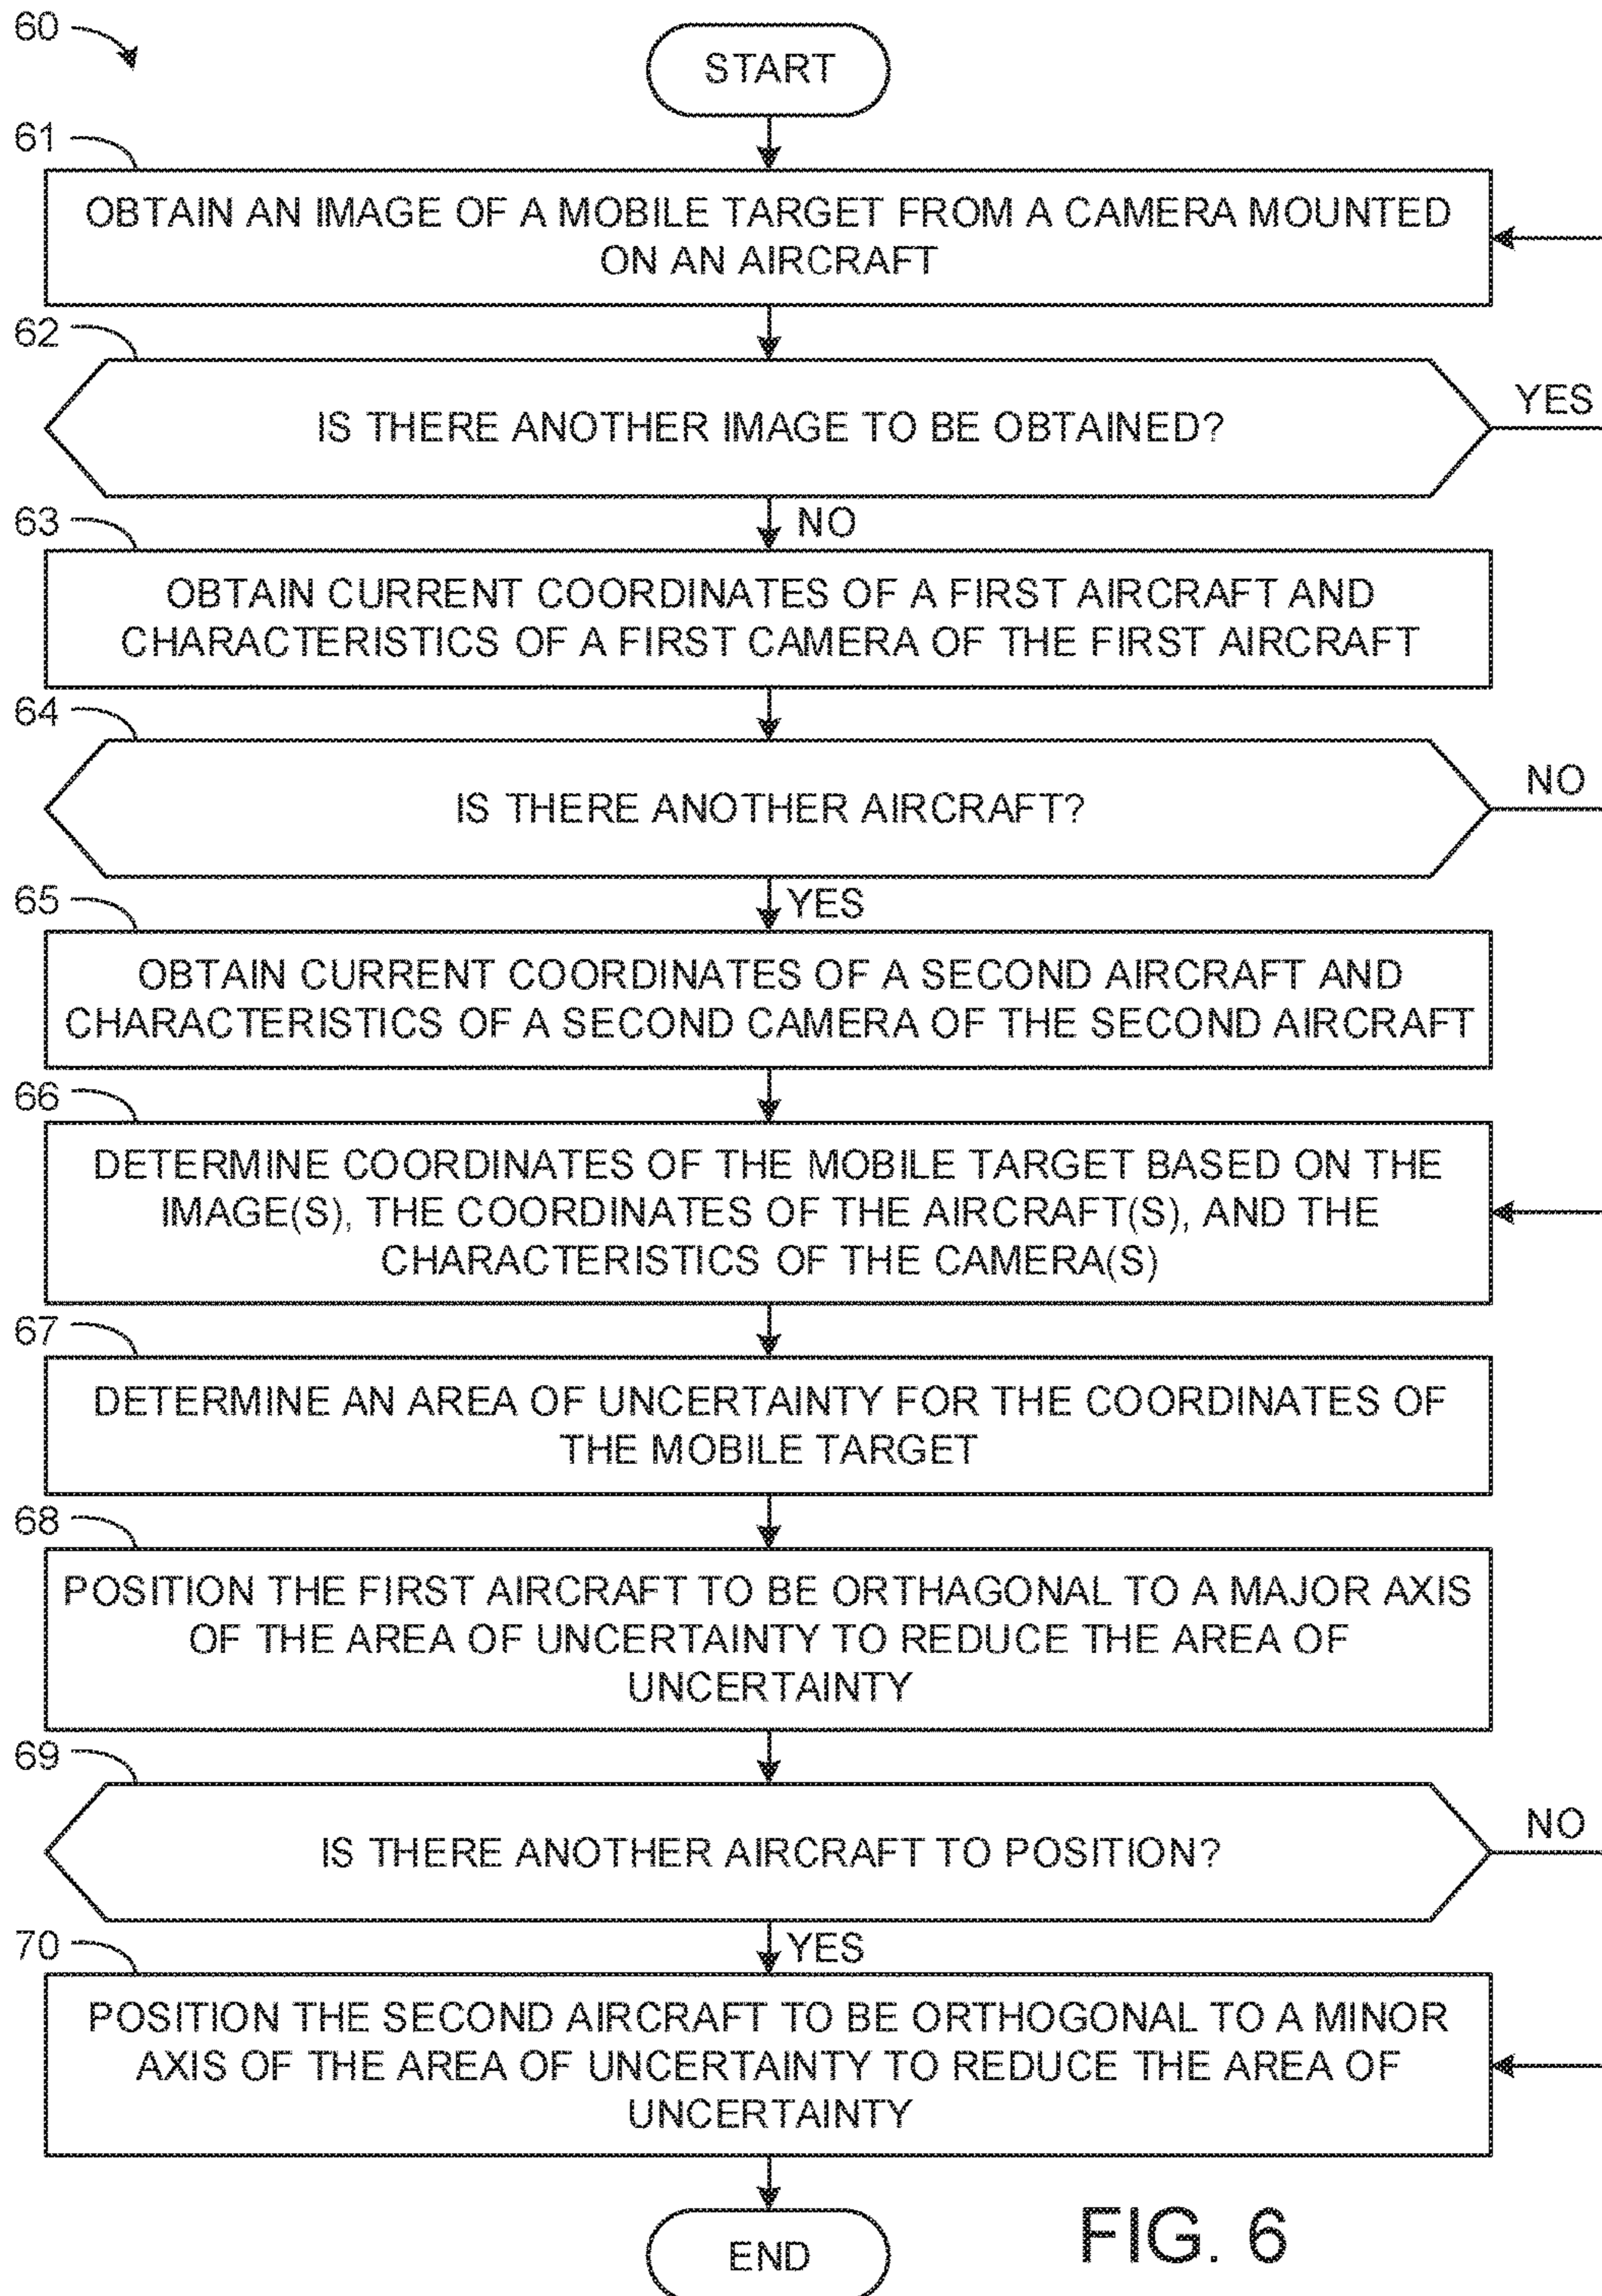 60
START
61
OBTAIN AN IMAGE OF A MOBILE TARGET FROM A CAMERA MOUNTED
ON AN AIRCRAFT
62
IS THERE ANOTHER IMAGE TO BE OBTAINED?
YES
63
NO
OBTAIN CURRENT COORDINATES OF A FIRST AIRCRAFT AND
CHARACTERISTICS OF A FIRST CAMERA OF THE FIRST AIRCRAFT
64
IS THERE ANOTHER AIRCRAFT?
NO
65
YES
OBTAIN CURRENT COORDINATES OF A SECOND AIRCRAFT AND
CHARACTERISTICS OF A SECOND CAMERA OF THE SECOND AIRCRAFT
66
DETERMINE COORDINATES OF THE MOBILE TARGET BASED ON THE
IMAGE(S), THE COORDINATES OF THE AIRCRAFT(S), AND THE
CHARACTERISTICS OF THE CAMERA(S)
67
DETERMINE AN AREA OF UNCERTAINTY FOR THE COORDINATES OF
THE MOBILE TARGET
68
POSITION THE FIRST AIRCRAFT TO BE ORTHAGONAL TO A MAJOR AXIS
OF THE AREA OF UNCERTAINTY TO REDUCE THE AREA OF
UNCERTAINTY
69
IS THERE ANOTHER AIRCRAFT TO POSITION?
NO
70
YES
POSITION THE SECOND AIRCRAFT TO BE ORTHOGONAL TO A MINOR
AXIS OF THE AREA OF UNCERTAINTY TO REDUCE THE AREA OF
UNCERTAINTY
END
FIG. 6